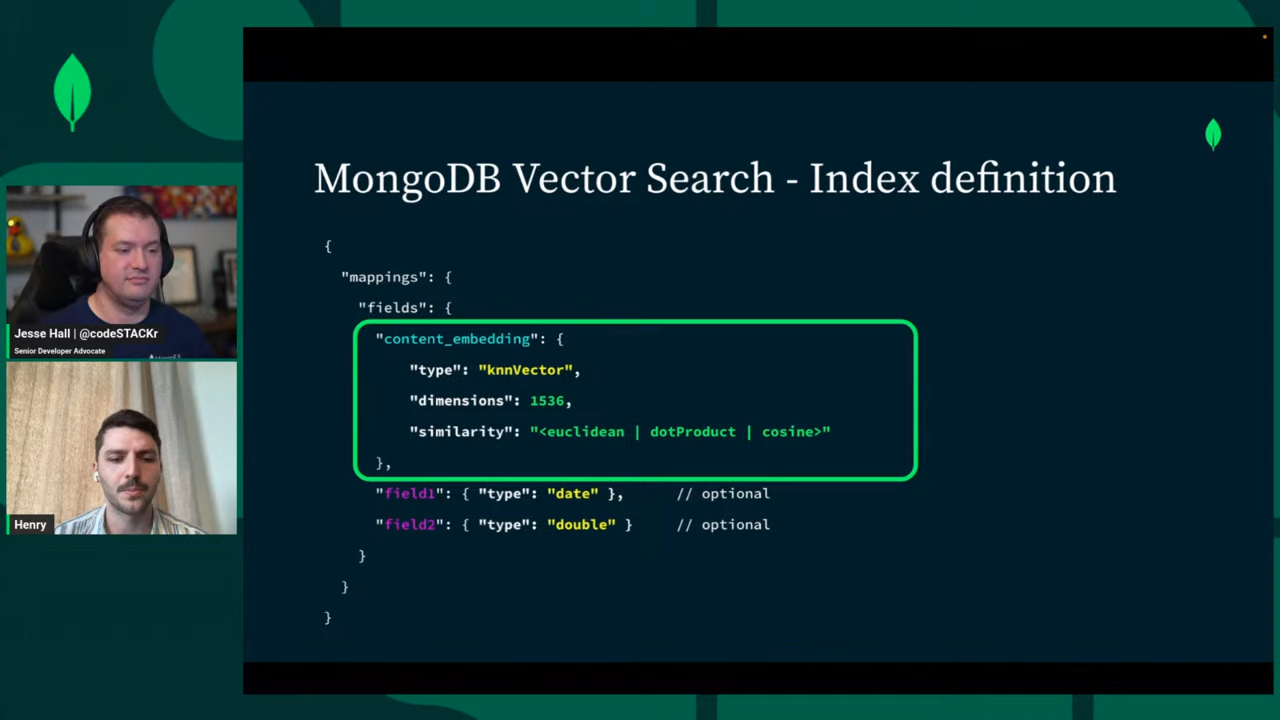 MongoDB Vector Search - Index definition
{
"mappings": {
"fields": {
"content_embedding": {
"type": "knnVector",
"dimensions": 1536,
"similarity": "<euclidean | dotProduct | cosine>"
},
"field1": { "type": "date" }, // optional
"field2": { "type": "double" } // optional
}
}
}
Jesse Hall | @codeSTACKr
Senior Developer Advocate
Henry